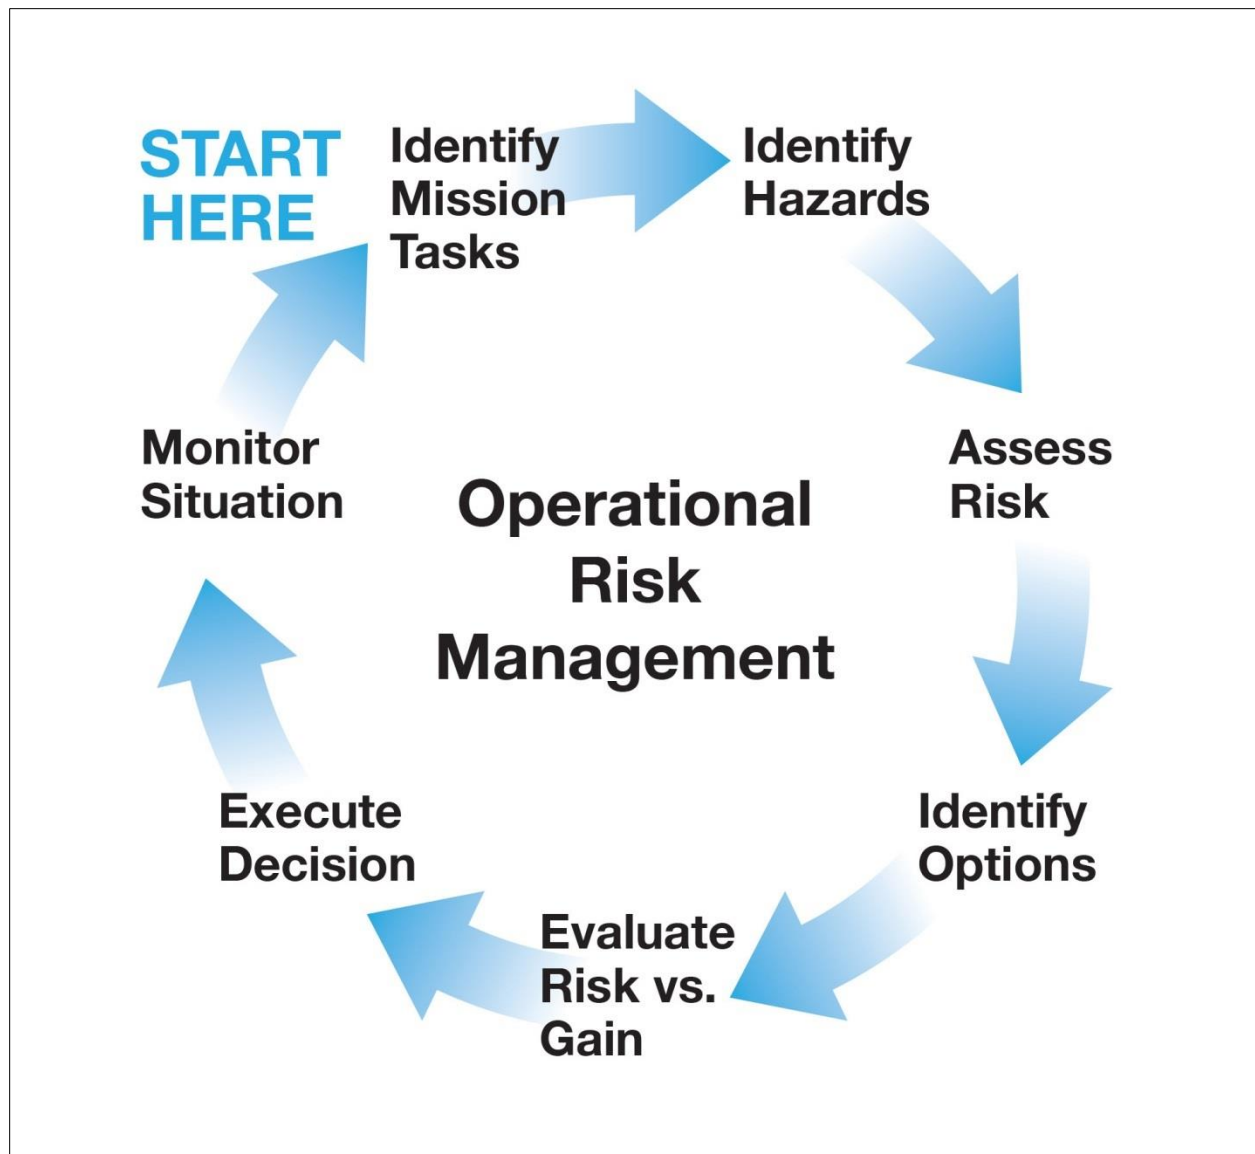 START
HERE
Identify
Mission
Tasks
Identify
Hazards
Assess
Risk
Identify
Options
Evaluate
Risk vs.
Gain
Execute
Decision
Monitor
Situation
Operational
Risk
Management